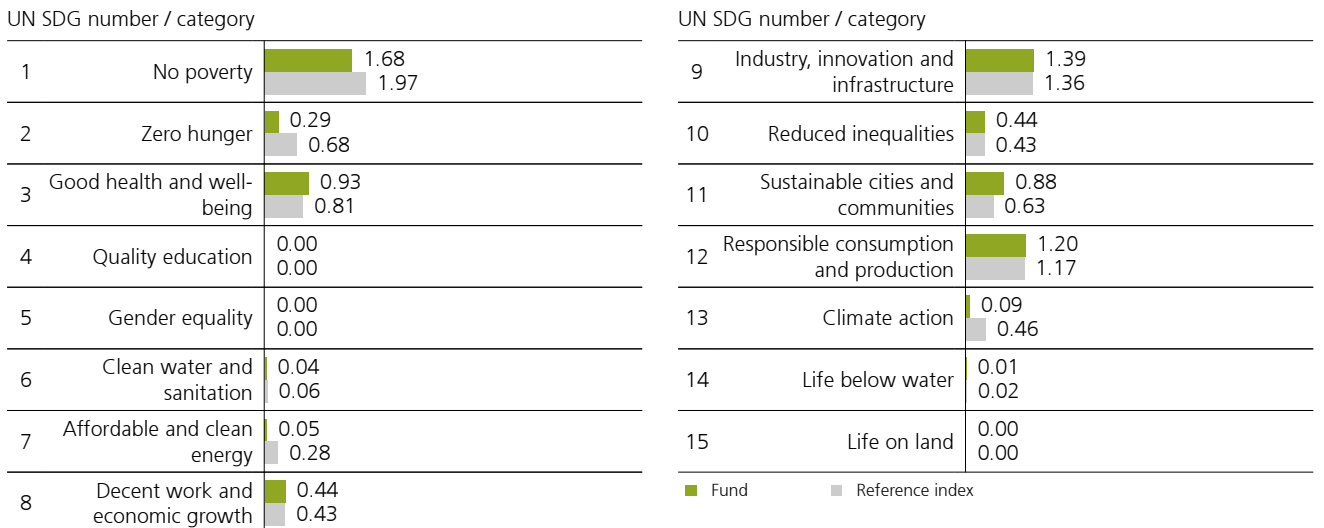 UN SDG number / category
1
No poverty
1.68
1.97
2
Zero hunger
0.29
0.68
3
Good health and well-
being
0.93
0.81
4
Quality education
0.00
0.00
5
Gender equality
0.00
0.00
6
Clean water and
sanitation
0.04
0.06
7
Affordable and clean
energy
0.05
0.28
8
Decent work and
economic growth
0.44
0.43
UN SDG number / category
9
Industry, innovation and
infrastructure
1.39
1.36
10
Reduced inequalities
0.44
0.43
11
Sustainable cities and
communities
0.88
0.63
12
Responsible consumption
and production
1.20
1.17
13
Climate action
0.09
0.46
14
Life below water
0.01
0.02
15
Life on land
0.00
0.00
Fund
Reference index